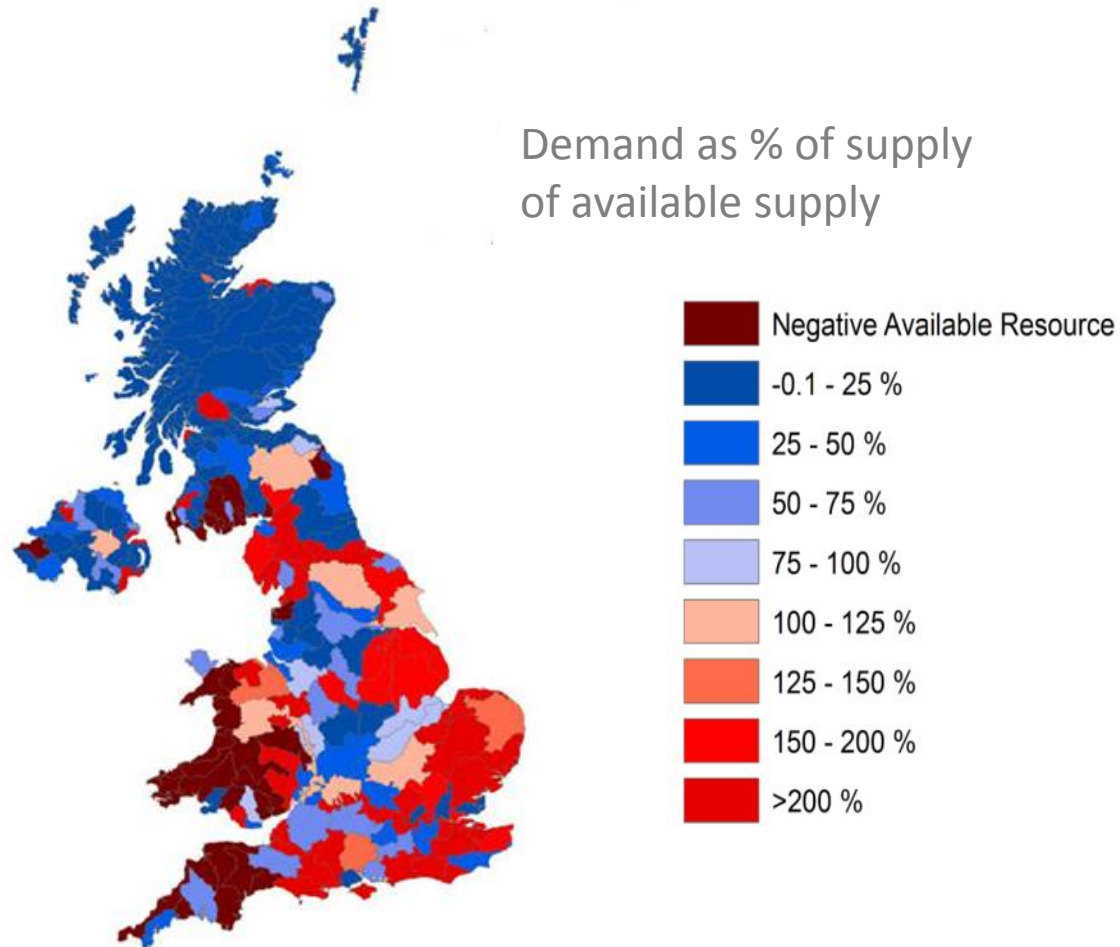 Demand as % of supply
of available supply
Negative Available Resource
-0.1 - 25 %
25 - 50 %
50 - 75 %
75 - 100 %
100 - 125 %
125 - 150 %
150 - 200 %
>200 %